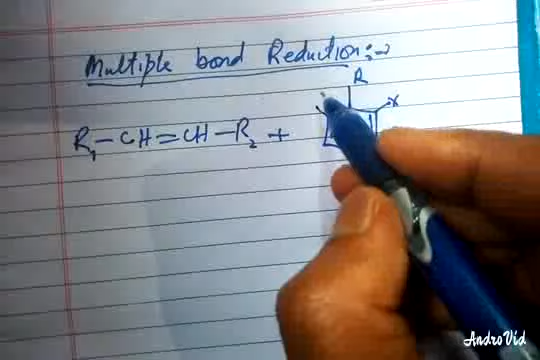 Multiple bond Reduction:→
R
X
R₁-CH=CH-R₂ +
AndroVid